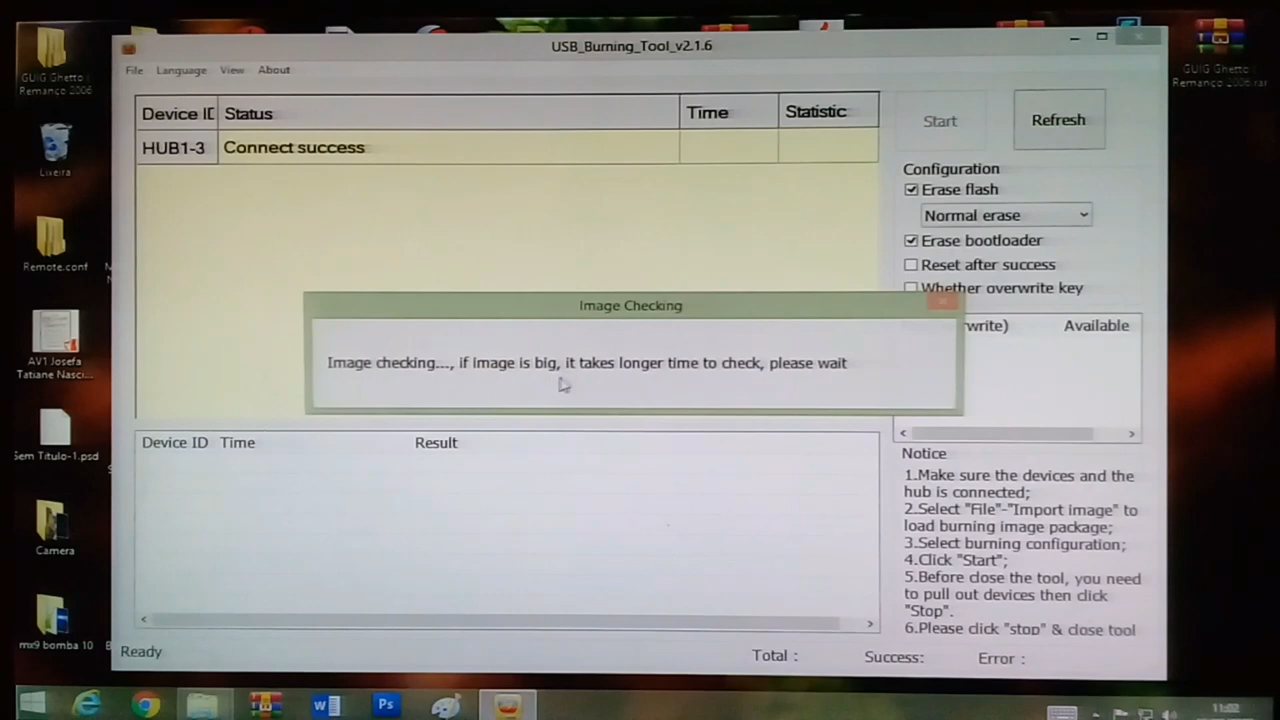 USB_Burning_Tool_v2.1.6
File Language View About
Device ID Status Time Statistic
HUB1-3 Connect success
Start Refresh
Configuration
Erase flash
Normal erase
Erase bootloader
Reset after success
Whether overwrite key
write) Available
Image Checking
Image checking..., if image is big, it takes longer time to check, please wait
Device ID Time Result
Notice
1.Make sure the devices and the
hub is connected;
2.Select "File"-"Import image" to
load burning image package;
3.Select burning configuration;
4.Click "Start";
5.Before close the tool, you need
to pull out devices then click
"Stop".
6.Please click "stop" & close tool
Ready Total : Success: Error :
GUIG Ghetto |
Remanço 2006
Lixeira
Remote.conf
AV1 Josefa
Tatiane Nasci...
Sem Titulo-1.psd
Camera
mx9 bomba 10
GUIG Ghetto |
Remanço 2006.rar
Ps
11:02